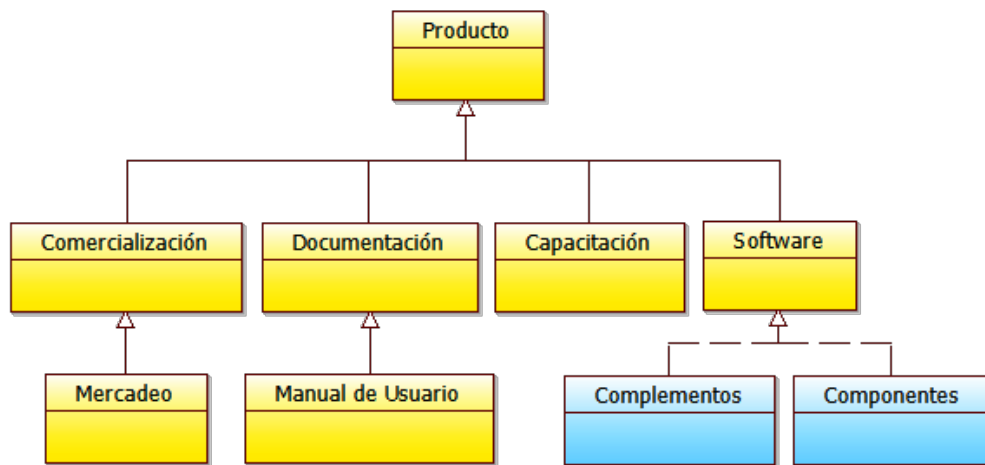 Producto
Comercialización
Documentación
Capacitación
Software
Mercadeo
Manual de Usuario
Complementos
Componentes